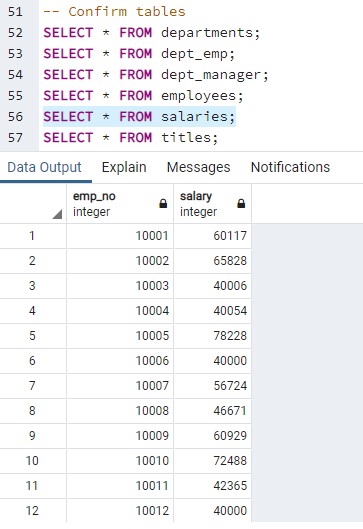 51 -- Confirm tables
52 SELECT * FROM departments;
53 SELECT * FROM dept_emp;
54 SELECT * FROM dept_manager;
55 SELECT * FROM employees;
56 SELECT * FROM salaries;
57 SELECT * FROM titles;
Data Output Explain Messages Notifications
emp_no salary
integer integer
1 10001 60117
2 10002 65828
3 10003 40006
4 10004 40054
5 10005 78228
6 10006 40000
7 10007 56724
8 10008 46671
9 10009 60929
10 10010 72488
11 10011 42365
12 10012 40000